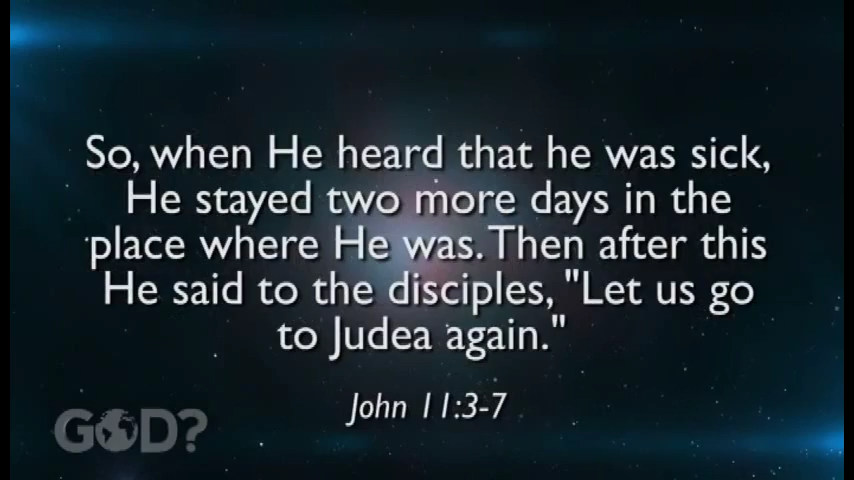 So, when He heard that he was sick,
He stayed two more days in the
place where He was. Then after this
He said to the disciples, "Let us go
to Judea again."
John 11:3-7
GOD?